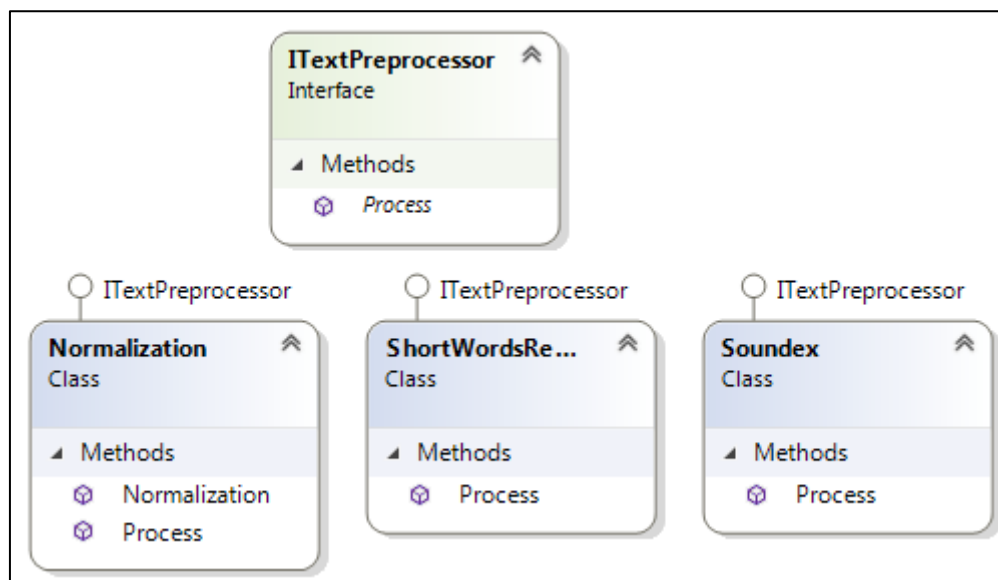 ITextPreprocessor
Interface
Methods
Process
ITextPreprocessor
Normalization
Class
Methods
Normalization
Process
ITextPreprocessor
ShortWordsRe...
Class
Methods
Process
ITextPreprocessor
Soundex
Class
Methods
Process